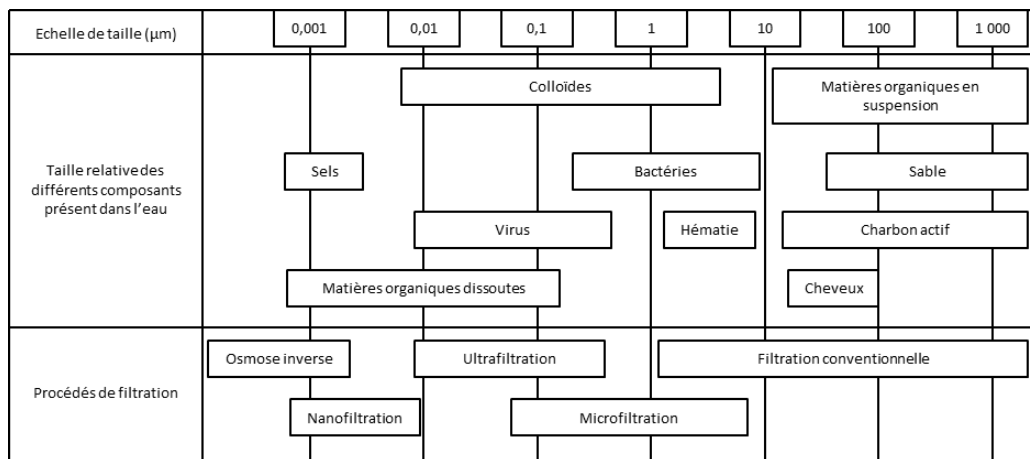 Echelle de taille (µm)
0,001
0,01
0,1
1
10
100
1 000
Taille relative des
différents composants
présent dans l'eau
Colloïdes
Matières organiques en
suspension
Sels
Bactéries
Sable
Virus
Hématie
Charbon actif
Matières organiques dissoutes
Cheveux
Procédés de filtration
Osmose inverse
Ultrafiltration
Filtration conventionnelle
Nanofiltration
Microfiltration